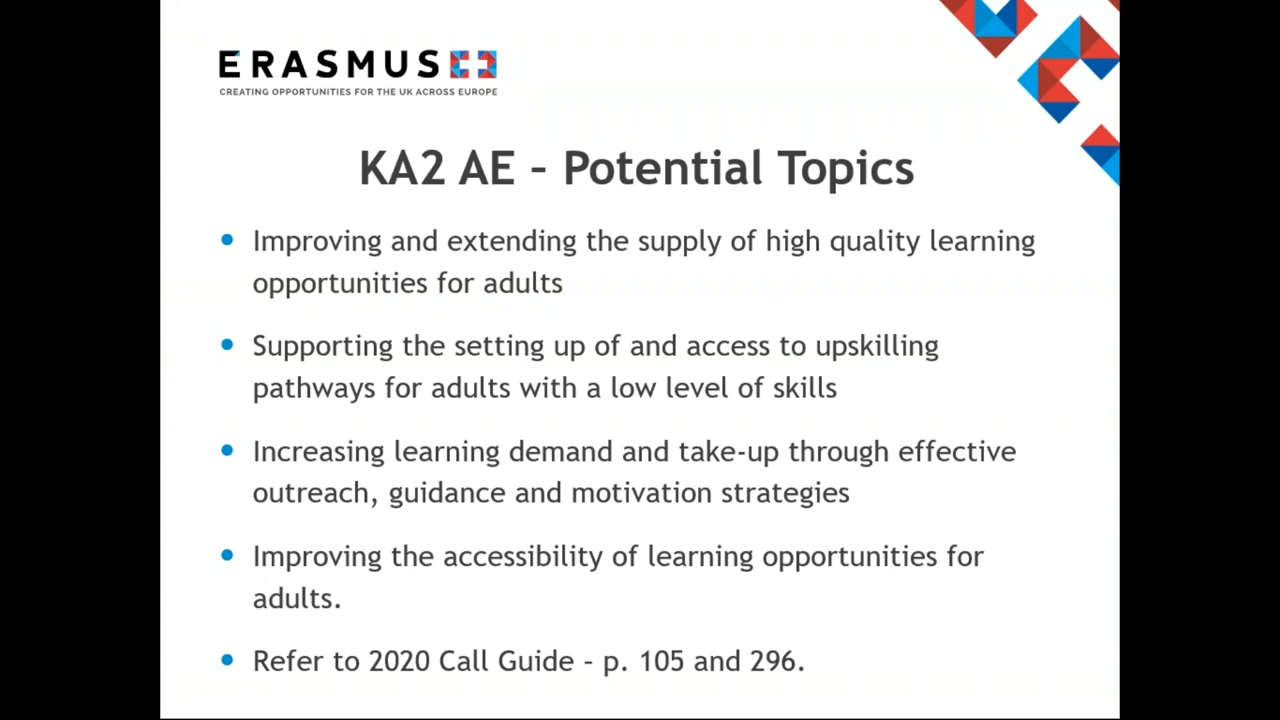 ERASMUS
CREATING OPPORTUNITIES FOR THE UK ACROSS EUROPE
KA2 AE – Potential Topics
• Improving and extending the supply of high quality learning
opportunities for adults
• Supporting the setting up of and access to upskilling
pathways for adults with a low level of skills
• Increasing learning demand and take-up through effective
outreach, guidance and motivation strategies
• Improving the accessibility of learning opportunities for
adults.
• Refer to 2020 Call Guide – p. 105 and 296.